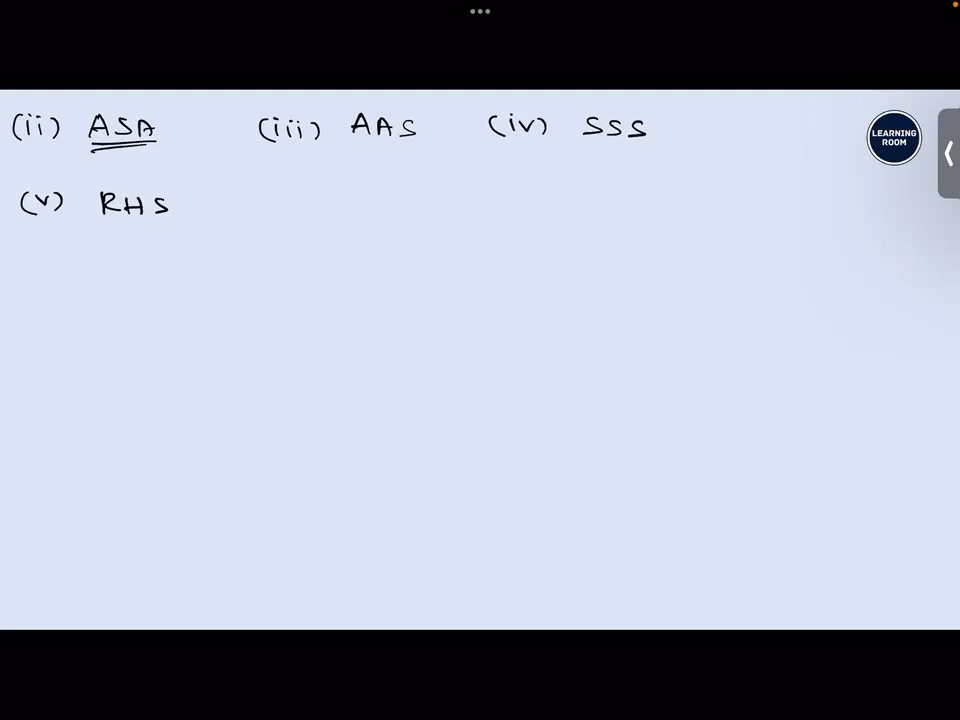 (ii) ASA (iii) AAS (iv) SSS
(v) RHS
LEARNING
ROOM